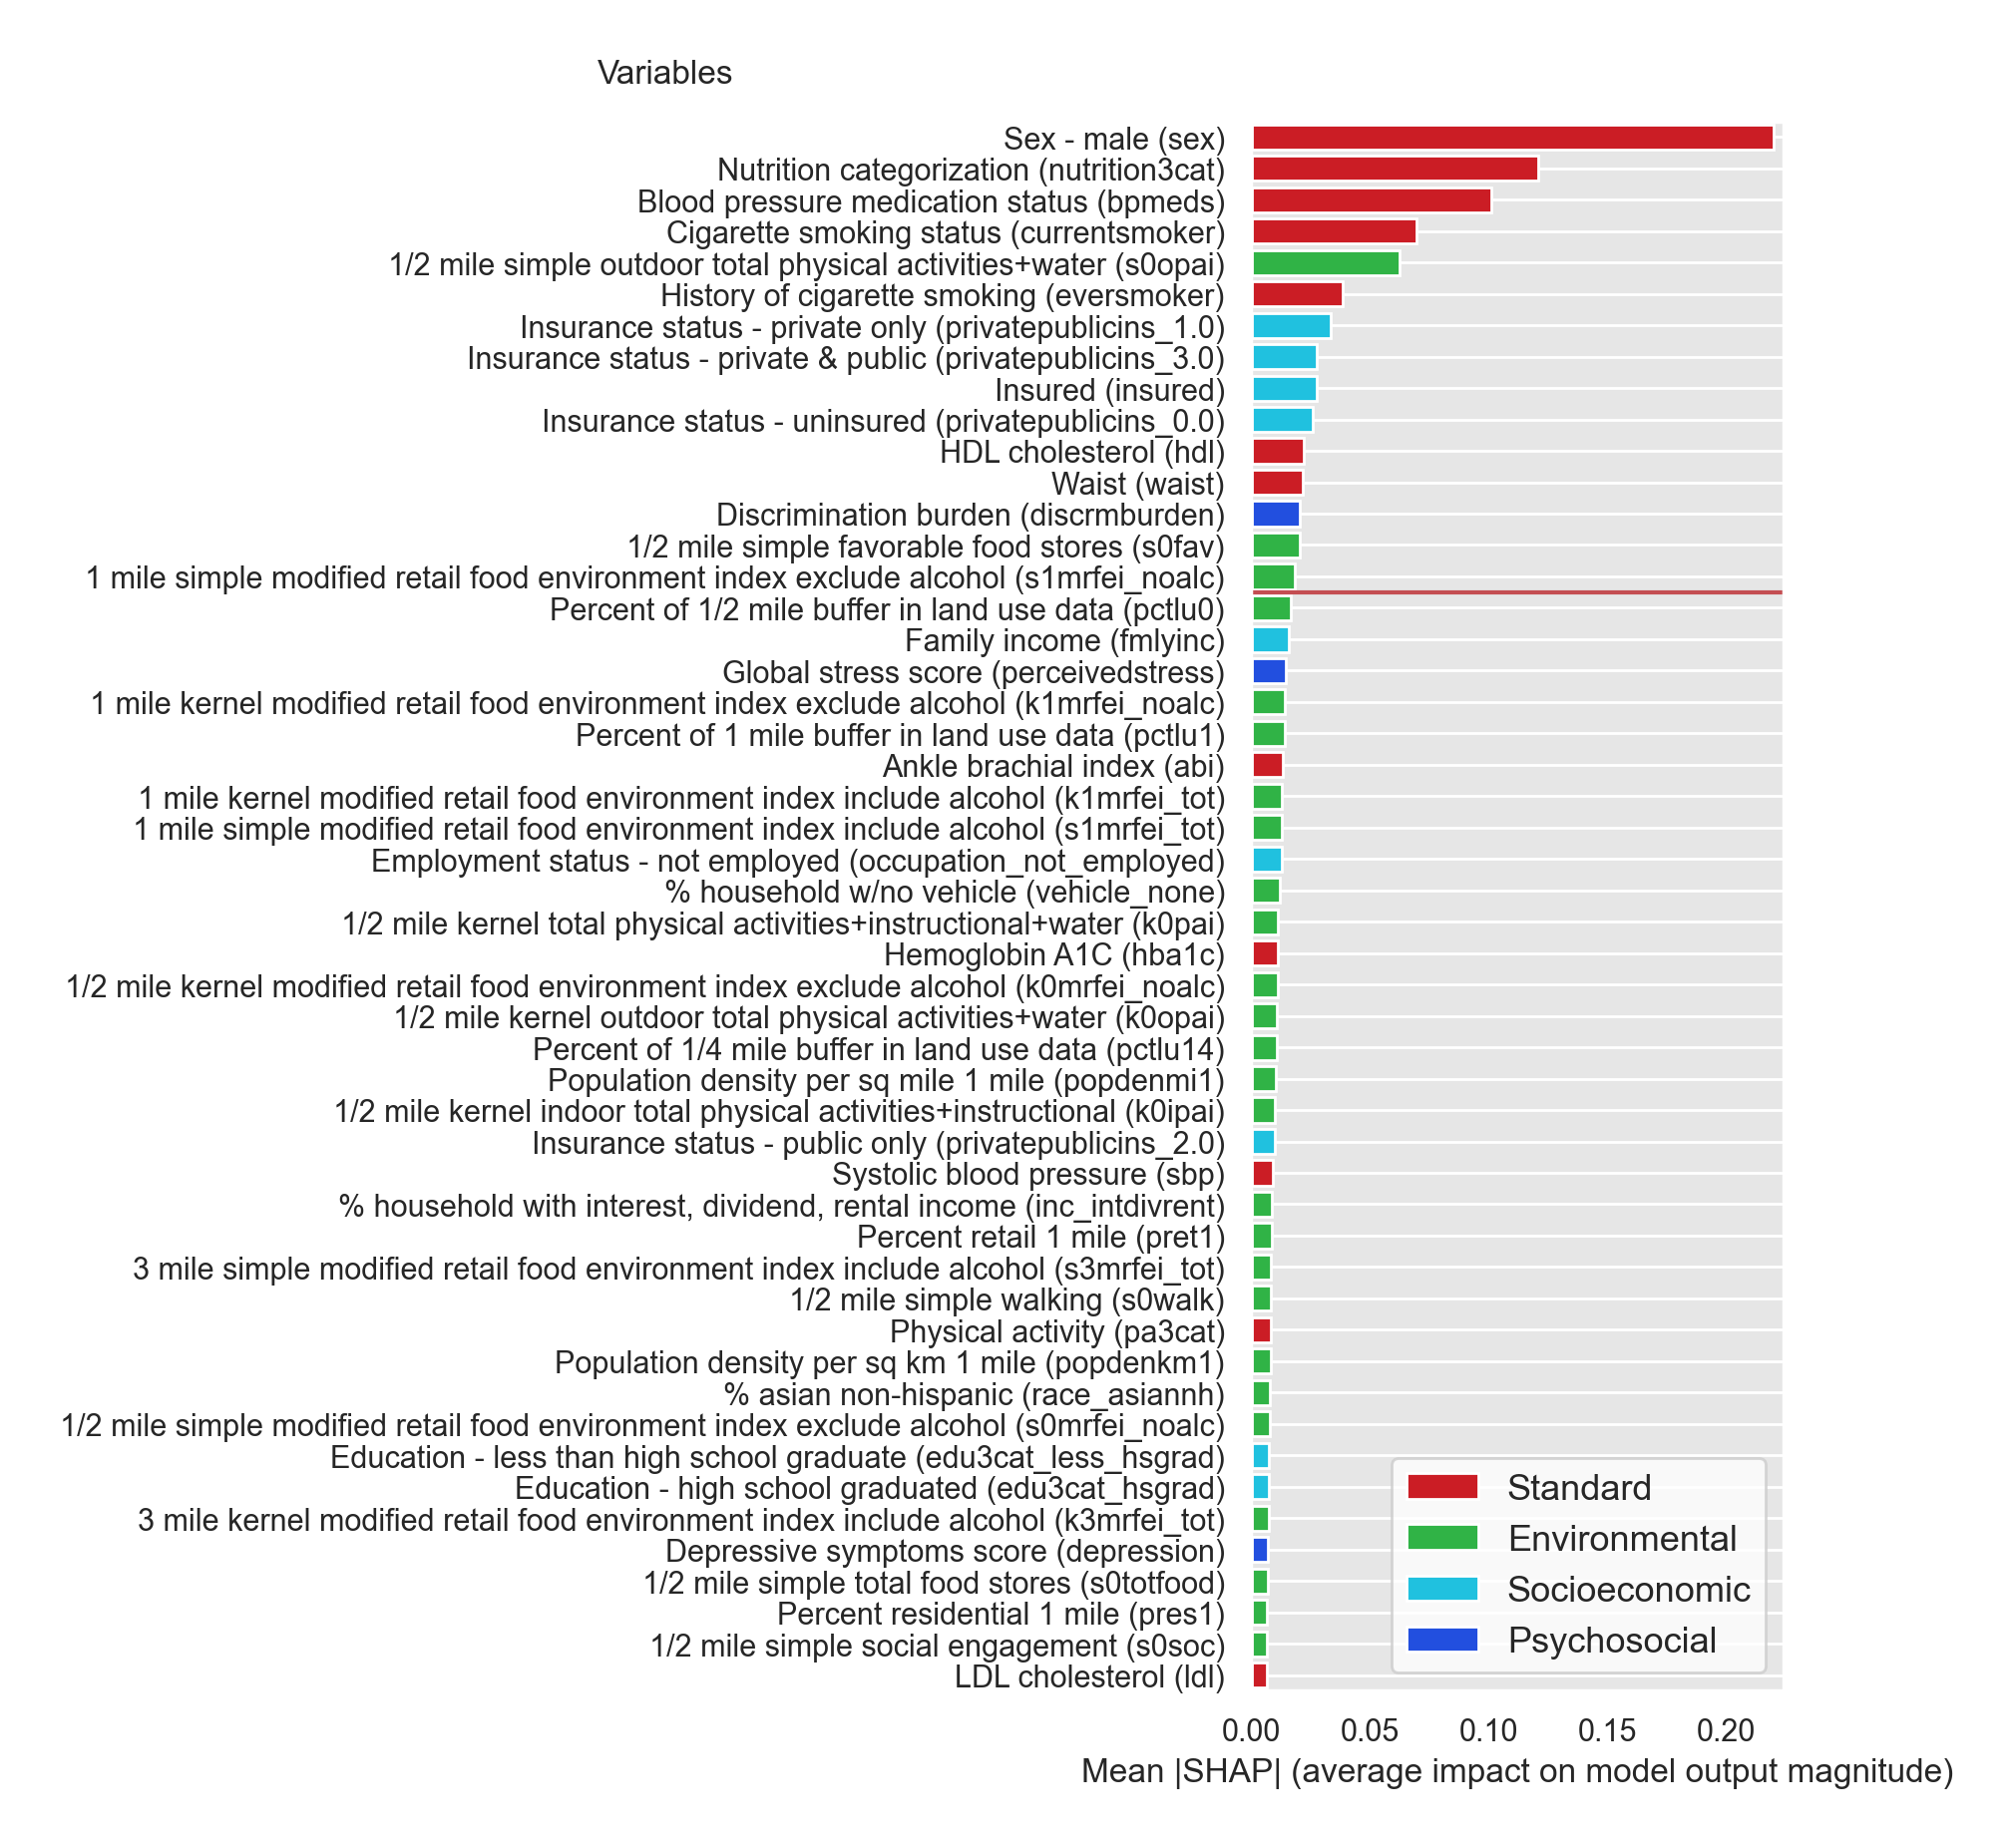 Variables
Sex - male (sex)
Nutrition categorization (nutrition3cat)
Blood pressure medication status (bpmeds)
Cigarette smoking status (currentsmoker)
1/2 mile simple outdoor total physical activities+water (s0opai)
History of cigarette smoking (eversmoker)
Insurance status - private only (privatepublicins_1.0)
Insurance status - private & public (privatepublicins_3.0)
Insured (insured)
Insurance status - uninsured (privatepublicins_0.0)
HDL cholesterol (hdl)
Waist (waist)
Discrimination burden (discrmburden)
1/2 mile simple favorable food stores (s0fav)
1 mile simple modified retail food environment index exclude alcohol (s1mrfei_noalc)
Percent of 1/2 mile buffer in land use data (pctlu0)
Family income (fmlyinc)
Global stress score (perceivedstress)
1 mile kernel modified retail food environment index exclude alcohol (k1mrfei_noalc)
Percent of 1 mile buffer in land use data (pctlu1)
Ankle brachial index (abi)
1 mile kernel modified retail food environment index include alcohol (k1mrfei_tot)
1 mile simple modified retail food environment index include alcohol (s1mrfei_tot)
Employment status - not employed (occupation_not_employed)
% household w/no vehicle (vehicle_none)
1/2 mile kernel total physical activities+instructional+water (k0pai)
Hemoglobin A1C (hba1c)
1/2 mile kernel modified retail food environment index exclude alcohol (k0mrfei_noalc)
1/2 mile kernel outdoor total physical activities+water (k0opai)
Percent of 1/4 mile buffer in land use data (pctlu14)
Population density per sq mile 1 mile (popdenmi1)
1/2 mile kernel indoor total physical activities+instructional (k0ipai)
Insurance status - public only (privatepublicins_2.0)
Systolic blood pressure (sbp)
% household with interest, dividend, rental income (inc_intdivrent)
Percent retail 1 mile (pret1)
3 mile simple modified retail food environment index include alcohol (s3mrfei_tot)
1/2 mile simple walking (s0walk)
Physical activity (pa3cat)
Population density per sq km 1 mile (popdenkm1)
% asian non-hispanic (race_asiannh)
1/2 mile simple modified retail food environment index exclude alcohol (s0mrfei_noalc)
Education - less than high school graduate (edu3cat_less_hsgrad)
Education - high school graduated (edu3cat_hsgrad)
3 mile kernel modified retail food environment index include alcohol (k3mrfei_tot)
Depressive symptoms score (depression)
1/2 mile simple total food stores (s0totfood)
Percent residential 1 mile (pres1)
1/2 mile simple social engagement (s0soc)
LDL cholesterol (ldl)
Standard
Environmental
Socioeconomic
Psychosocial
0.00 0.05 0.10 0.15 0.20
Mean |SHAP| (average impact on model output magnitude)